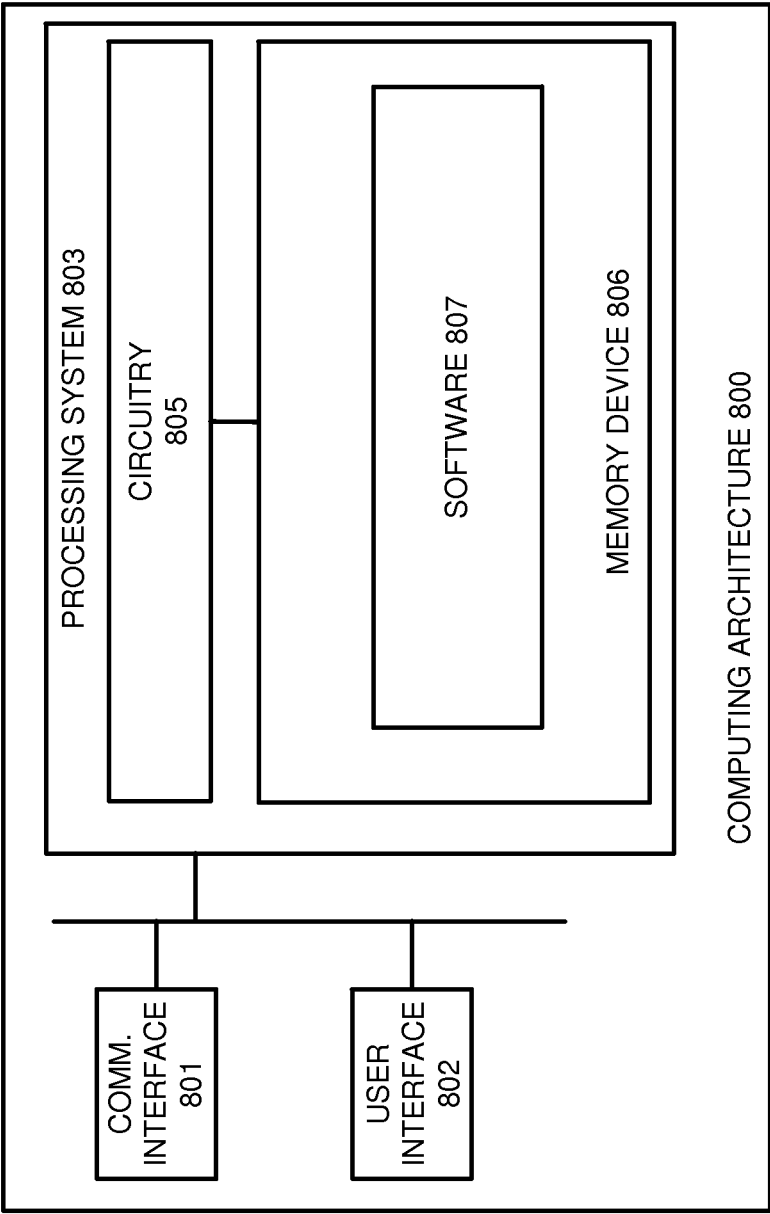 COMM.
INTERFACE
801
USER
INTERFACE
802
PROCESSING SYSTEM 803
CIRCUITRY
805
SOFTWARE 807
MEMORY DEVICE 806
COMPUTING ARCHITECTURE 800